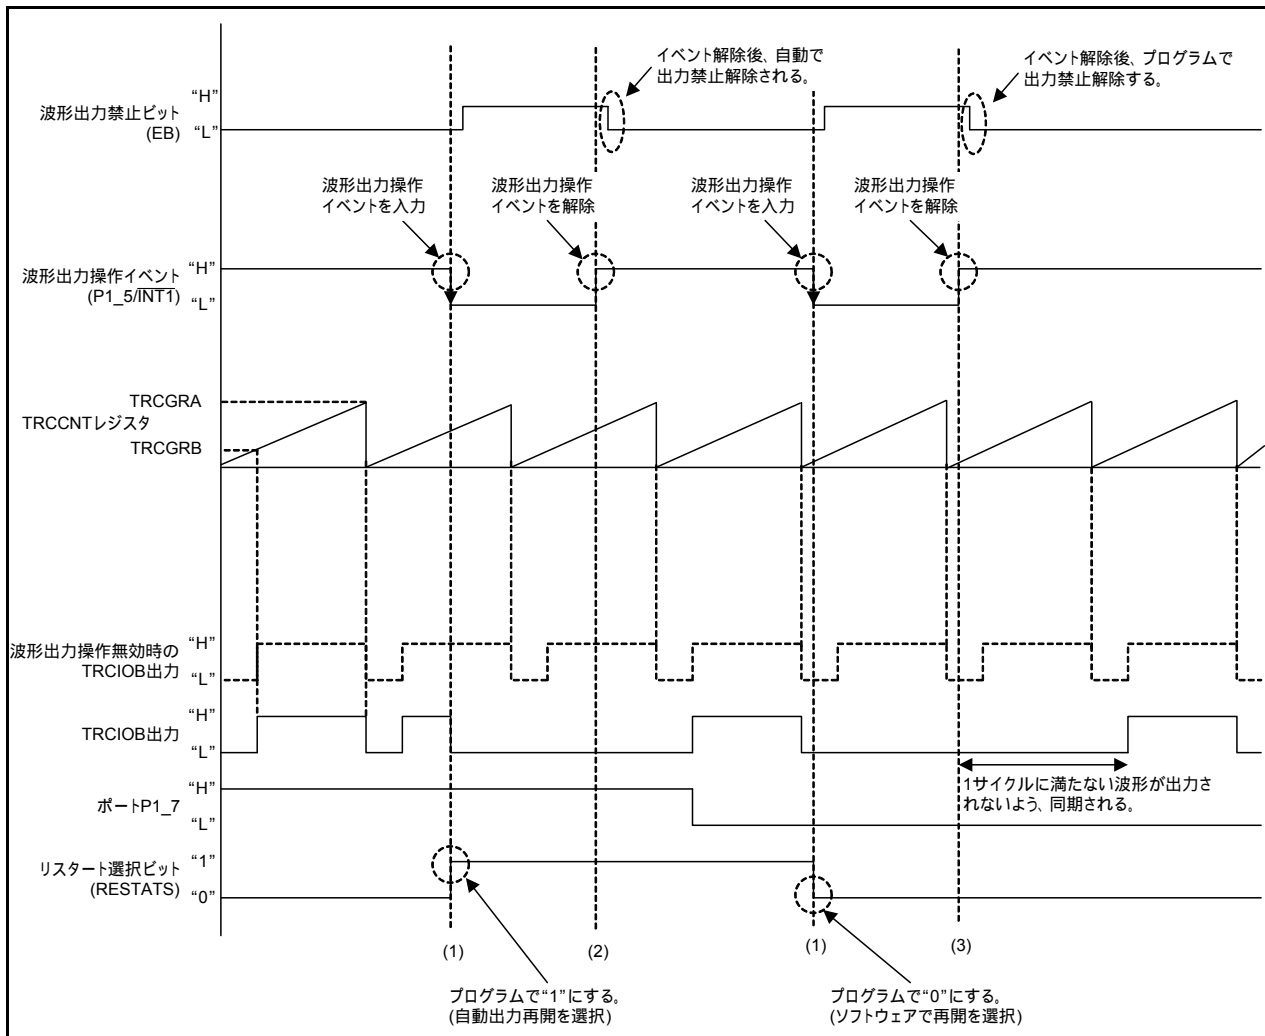 イベント解除後、自動で
出力禁止解除される。
イベント解除後、プログラムで
出力禁止解除する。
“H”
波形出力禁止ビット
(EB)
“L”
波形出力操作
イベントを入力
波形出力操作
イベントを解除
波形出力操作
イベントを入力
波形出力操作
イベントを解除
“H”
波形出力操作イベント
(P1_5/INT1)
“L”
TRCGRA
TRCCNTレジスタ
TRCGRB
“H”
波形出力操作無効時の
TRCIOB出力
“L”
“H”
TRCIOB出力
“L”
1サイクルに満たない波形が出力さ
れないよう、同期される。
“H”
ポートP1_7
“L”
“1”
リスタート選択ビット
(RESTATS)
“0”
(1)
(2)
(1)
(3)
プログラムで“1”にする。
(自動出力再開を選択)
プログラムで“0”にする。
(ソフトウェアで再開を選択)